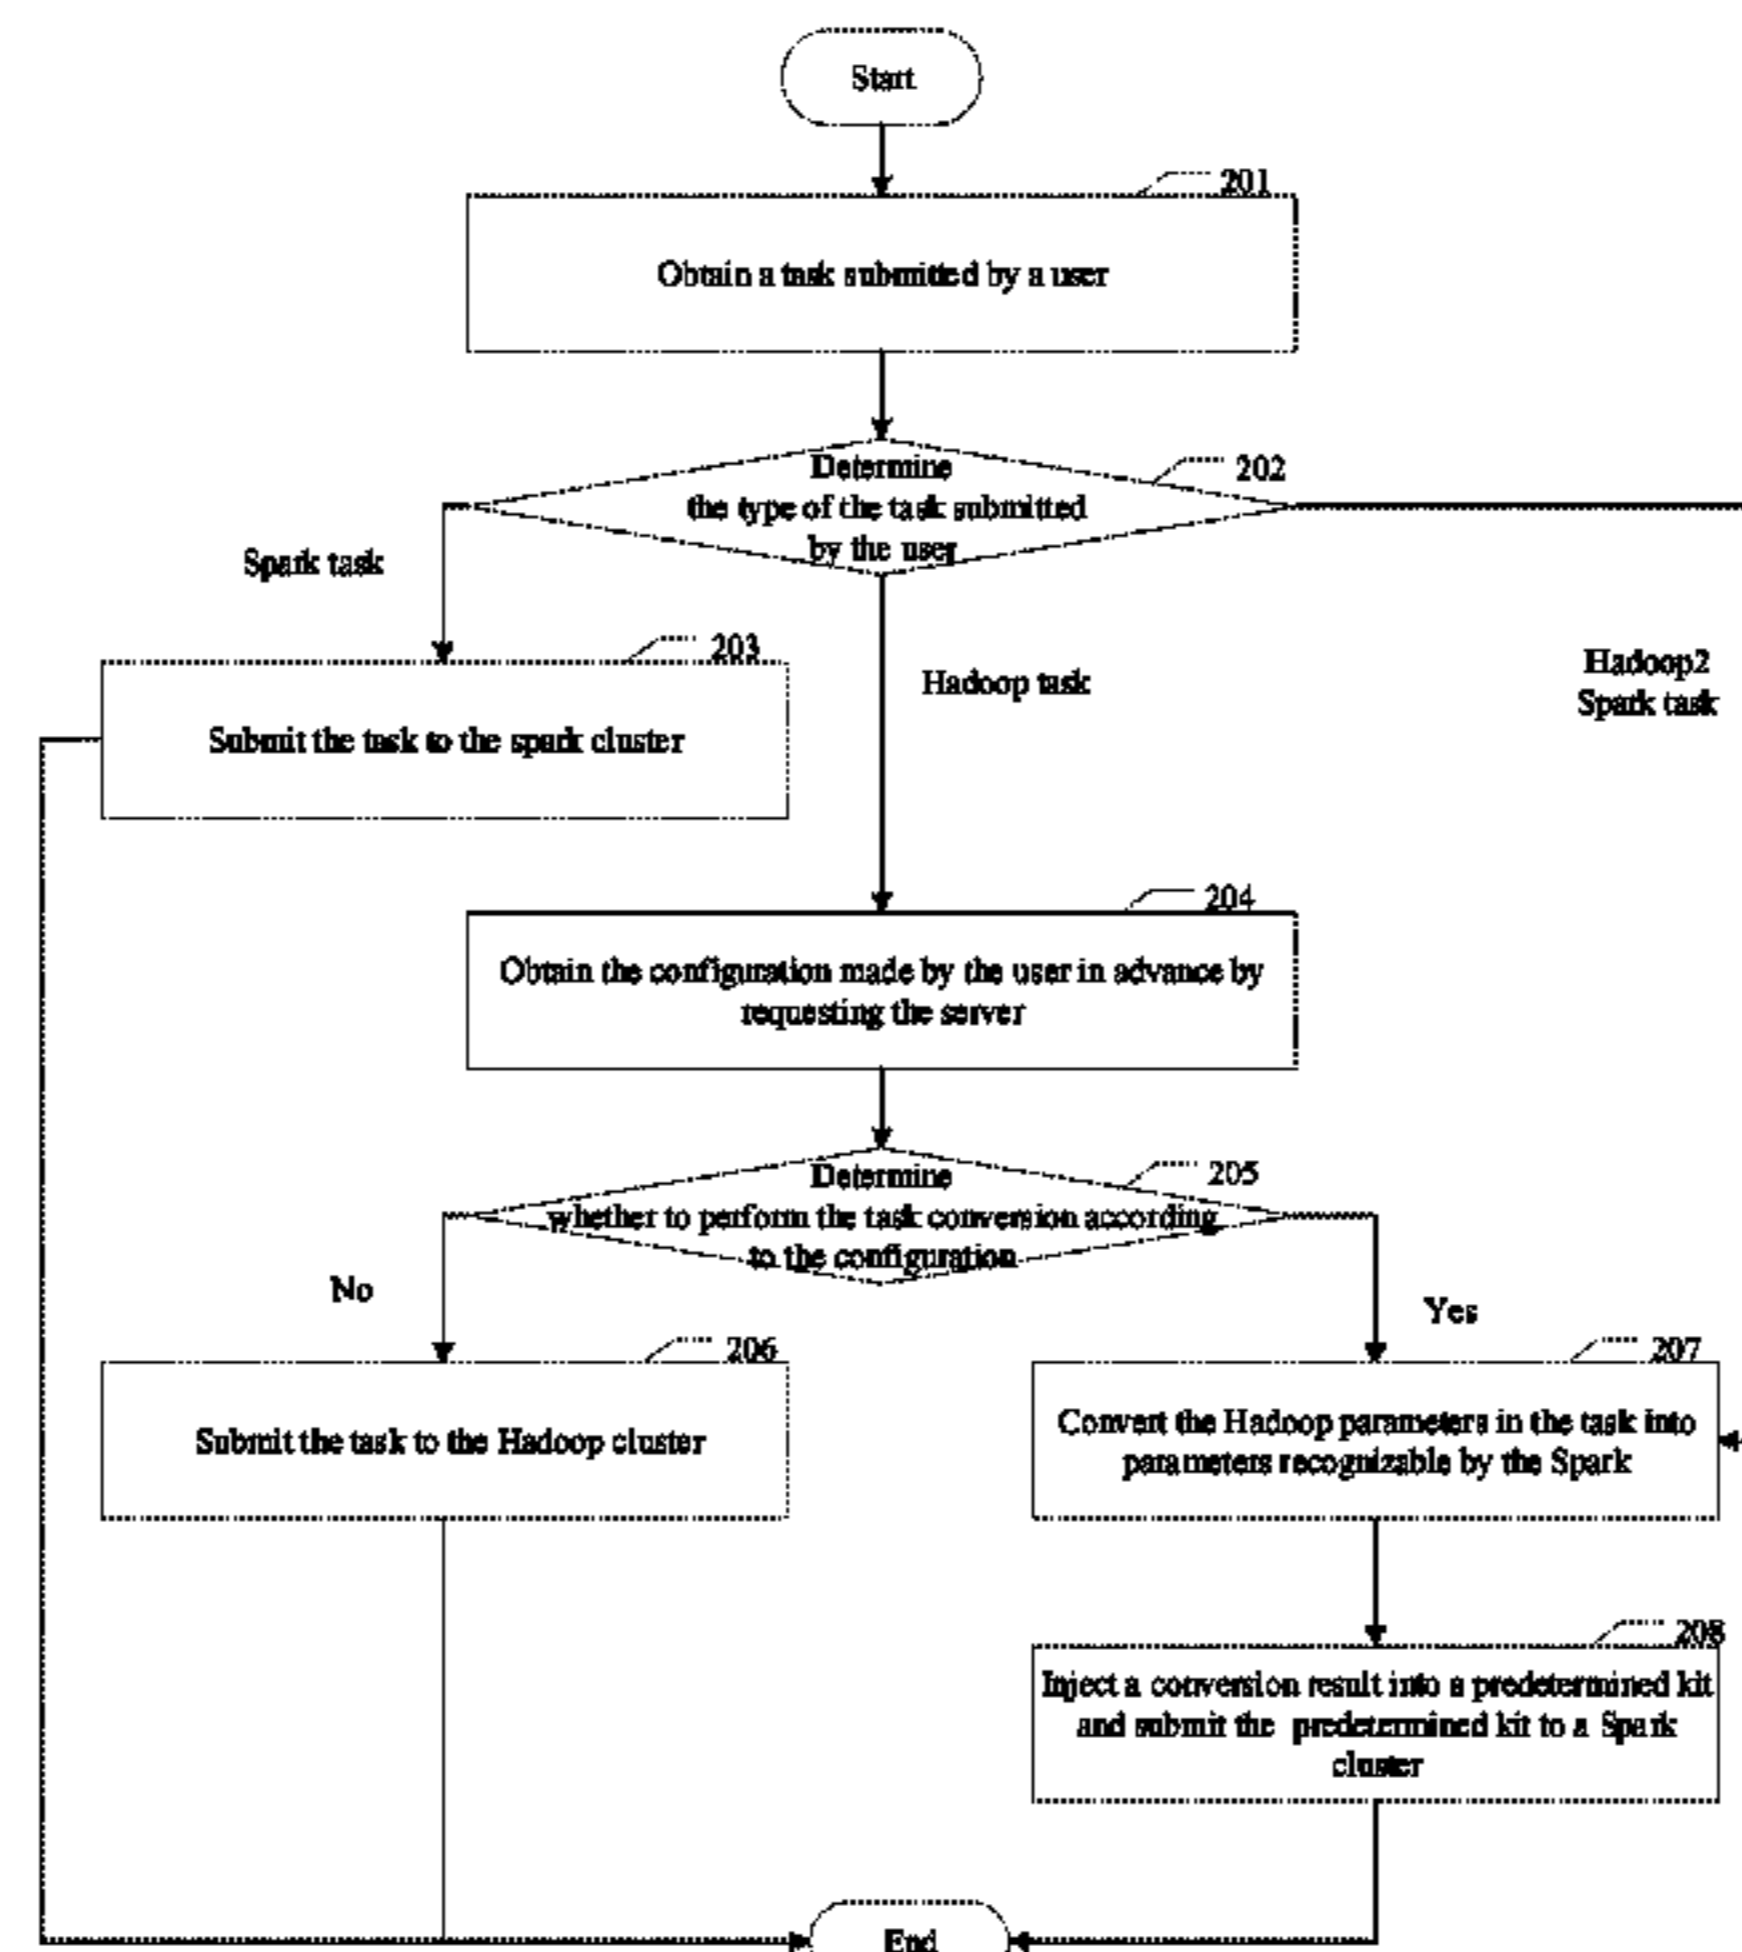 Start
201
Obtain a task submitted by a user
202
Determine
the type of the task submitted
by the user
Spark task
203
Submit the task to the spark cluster
Hadoop task
Hadoop2
Spark task
204
Obtain the configuration made by the user in advance by
requesting the server
205
Determine
whether to perform the task conversion according
to the configuration
No
Yes
206
Submit the task to the Hadoop cluster
207
Convert the Hadoop parameters in the task into
parameters recognizable by the Spark
208
Inject a conversion result into a predetermined kit
and submit the predetermined kit to a Spark
cluster
End